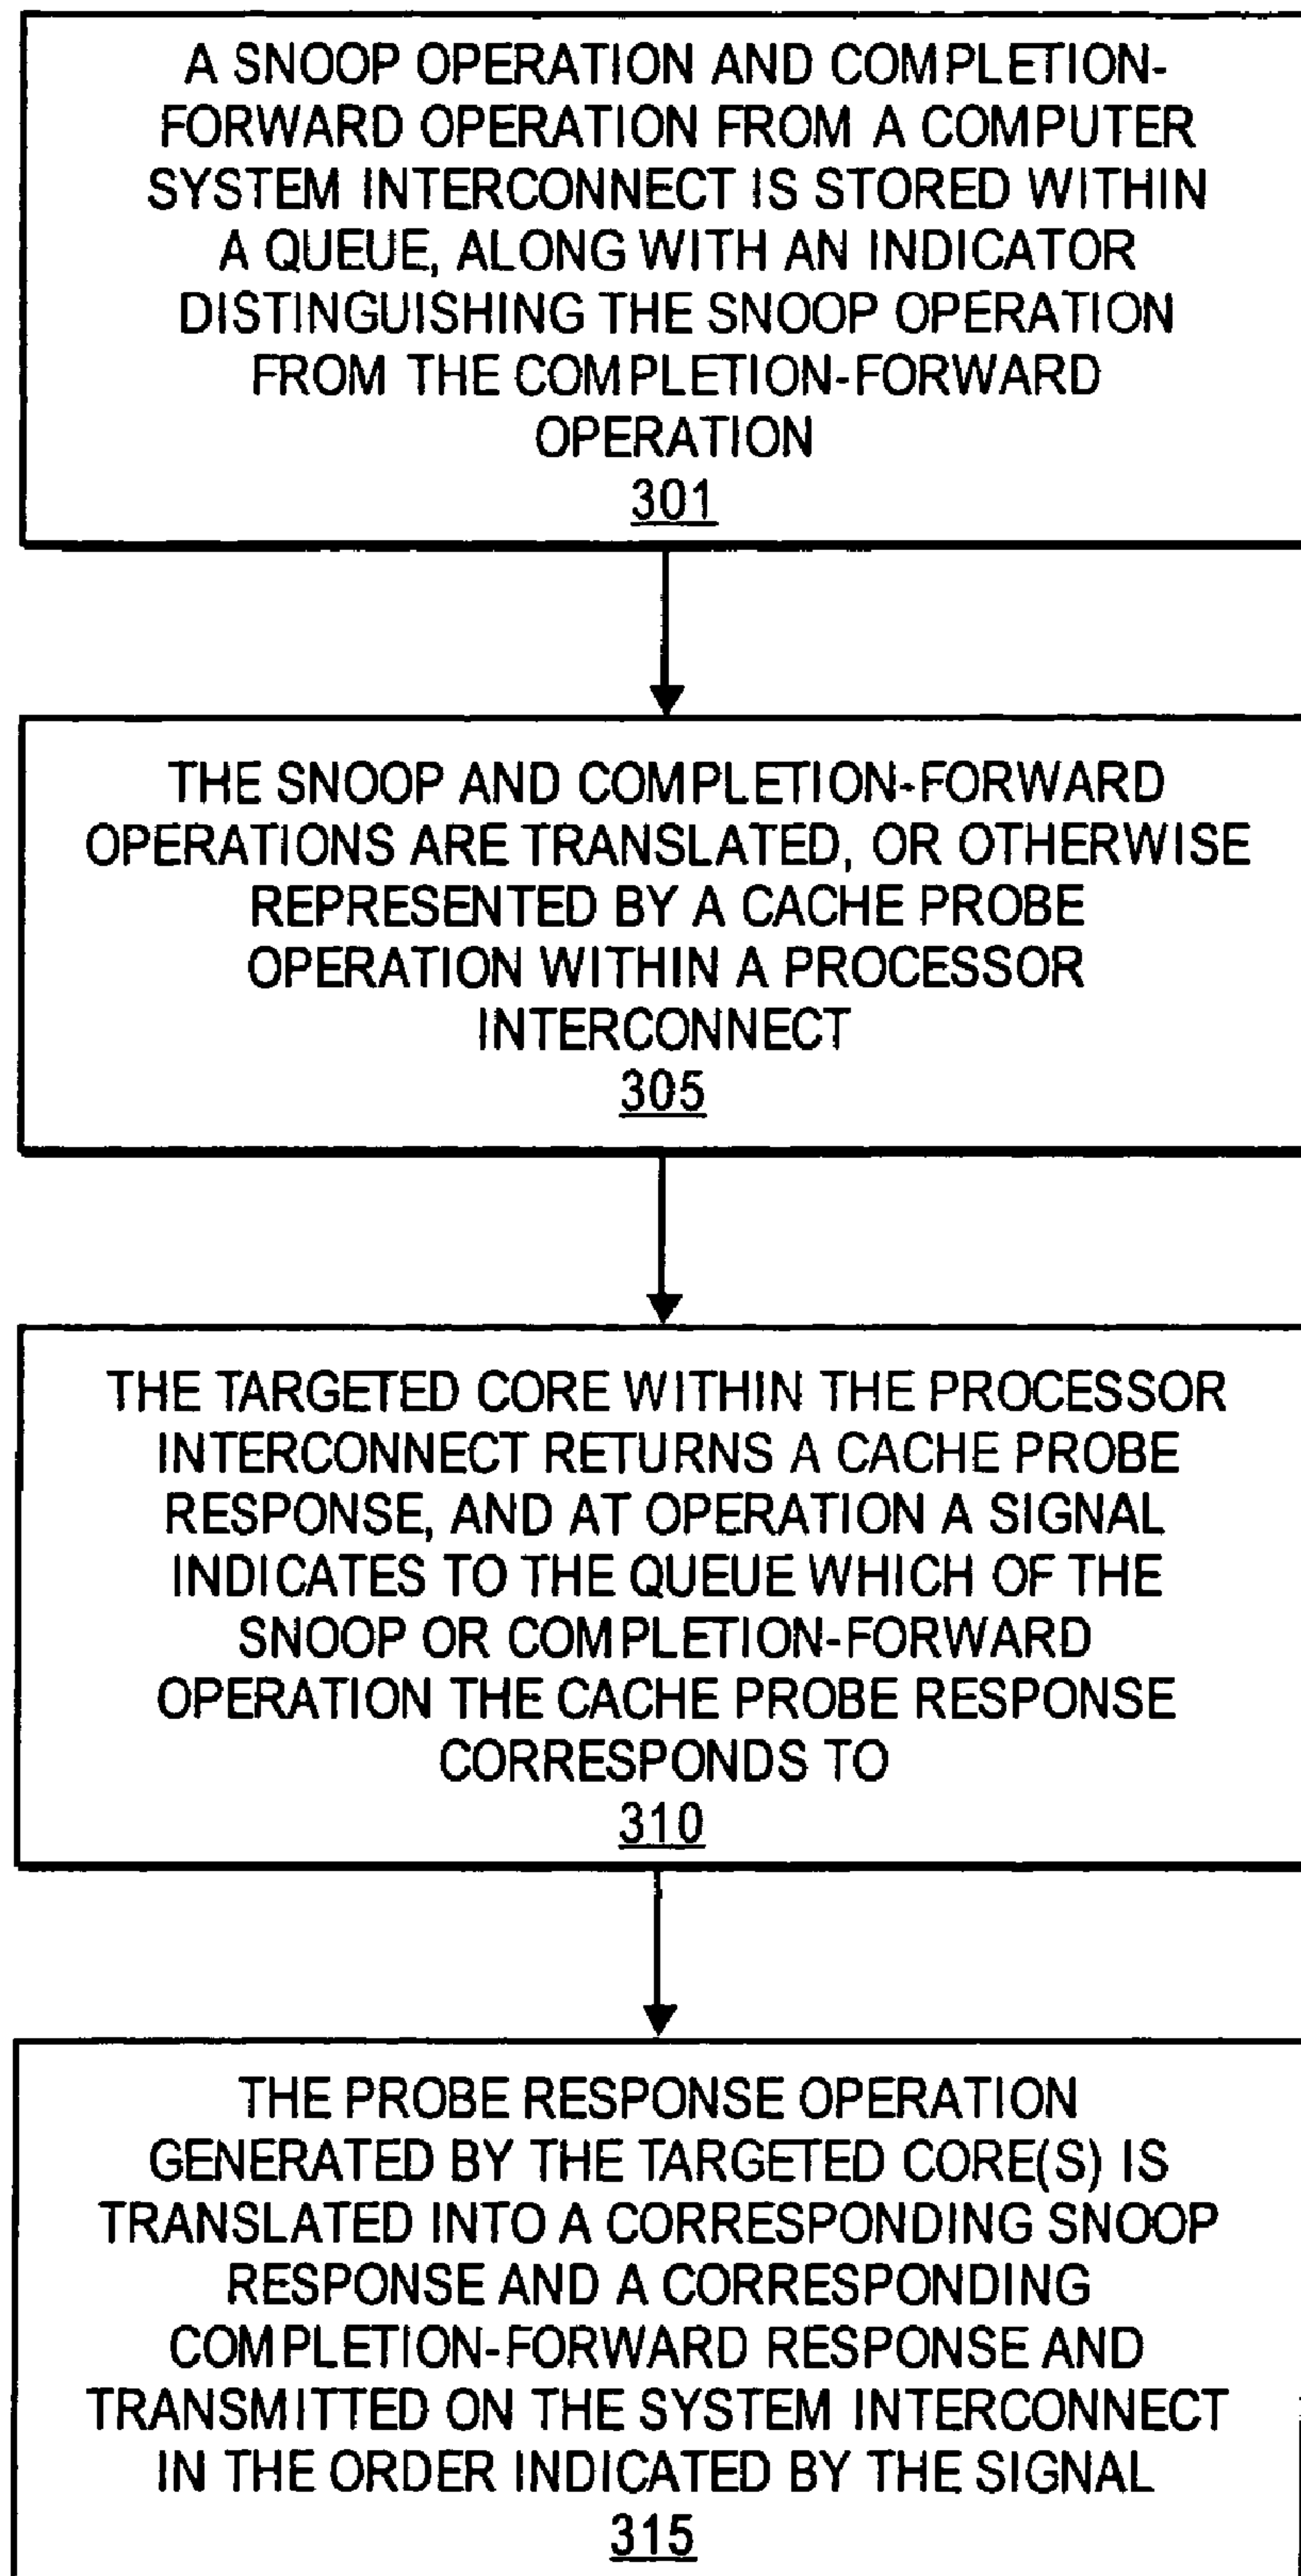 A SNOOP OPERATION AND COMPLETION-
FORWARD OPERATION FROM A COMPUTER
SYSTEM INTERCONNECT IS STORED WITHIN
A QUEUE, ALONG WITH AN INDICATOR
DISTINGUISHING THE SNOOP OPERATION
FROM THE COMPLETION-FORWARD
OPERATION
301
THE SNOOP AND COMPLETION-FORWARD
OPERATIONS ARE TRANSLATED, OR OTHERWISE
REPRESENTED BY A CACHE PROBE
OPERATION WITHIN A PROCESSOR
INTERCONNECT
305
THE TARGETED CORE WITHIN THE PROCESSOR
INTERCONNECT RETURNS A CACHE PROBE
RESPONSE, AND AT OPERATION A SIGNAL
INDICATES TO THE QUEUE WHICH OF THE
SNOOP OR COMPLETION-FORWARD
OPERATION THE CACHE PROBE RESPONSE
CORRESPONDS TO
310
THE PROBE RESPONSE OPERATION
GENERATED BY THE TARGETED CORE(S) IS
TRANSLATED INTO A CORRESPONDING SNOOP
RESPONSE AND A CORRESPONDING
COMPLETION-FORWARD RESPONSE AND
TRANSMITTED ON THE SYSTEM INTERCONNECT
IN THE ORDER INDICATED BY THE SIGNAL
315